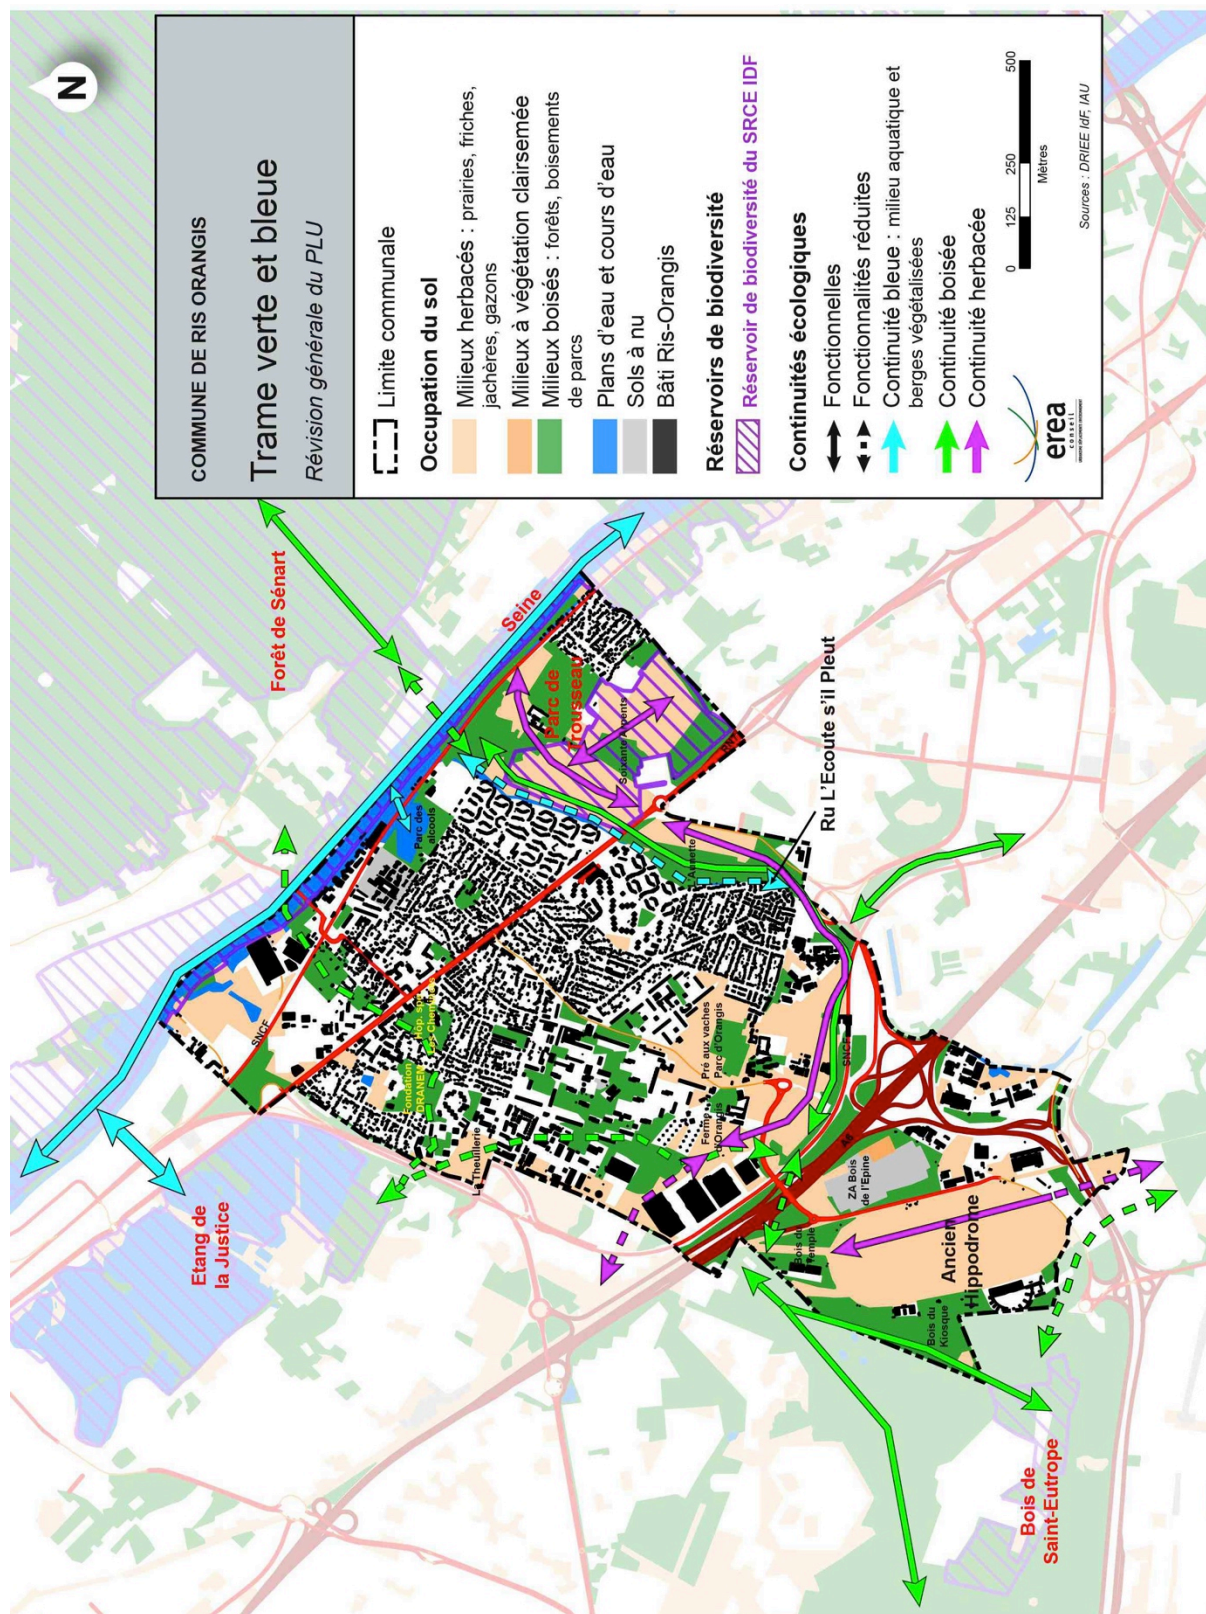 COMMUNE DE RIS ORANGIS
Trame verte et bleue
Révision générale du PLU
Limite communale
Occupation du sol
Milieux herbacés : prairies, friches,
jachères, gazons
Milieux à végétation clairsemée
Milieux boisés : forêts, boisements
de parcs
Plans d'eau et cours d'eau
Sols à nu
Bâti Ris-Orangis
Réservoirs de biodiversité
Réservoir de biodiversité du SRCE IDF
Continuités écologiques
Fonctionnelles
Fonctionnalités réduites
Continuité bleue : milieu aquatique et
berges végétalisées
Continuité boisée
Continuité herbacée
0 125 250 500
Mètres
Sources : DRIEE IdF, IAU
erea
conseil
N
Forêt de Sénart
Seine
Etang de
la Justice
Parc de
Trousseau
Soixante Arpents
Parc des
alcools
SNCF
Fondation
DRANEM
La Theuillerie
L'Aunette
Ru L'Ecoute s'il Pleut
Pré aux vaches
Parc d'Orangis
Ferme
d'Orangis
SNCF
A6
ZA Bois
de l'Epine
Bois du
Temple
Ancien
Hippodrome
Bois du
Kiosque
Bois de
Saint-Eutrope